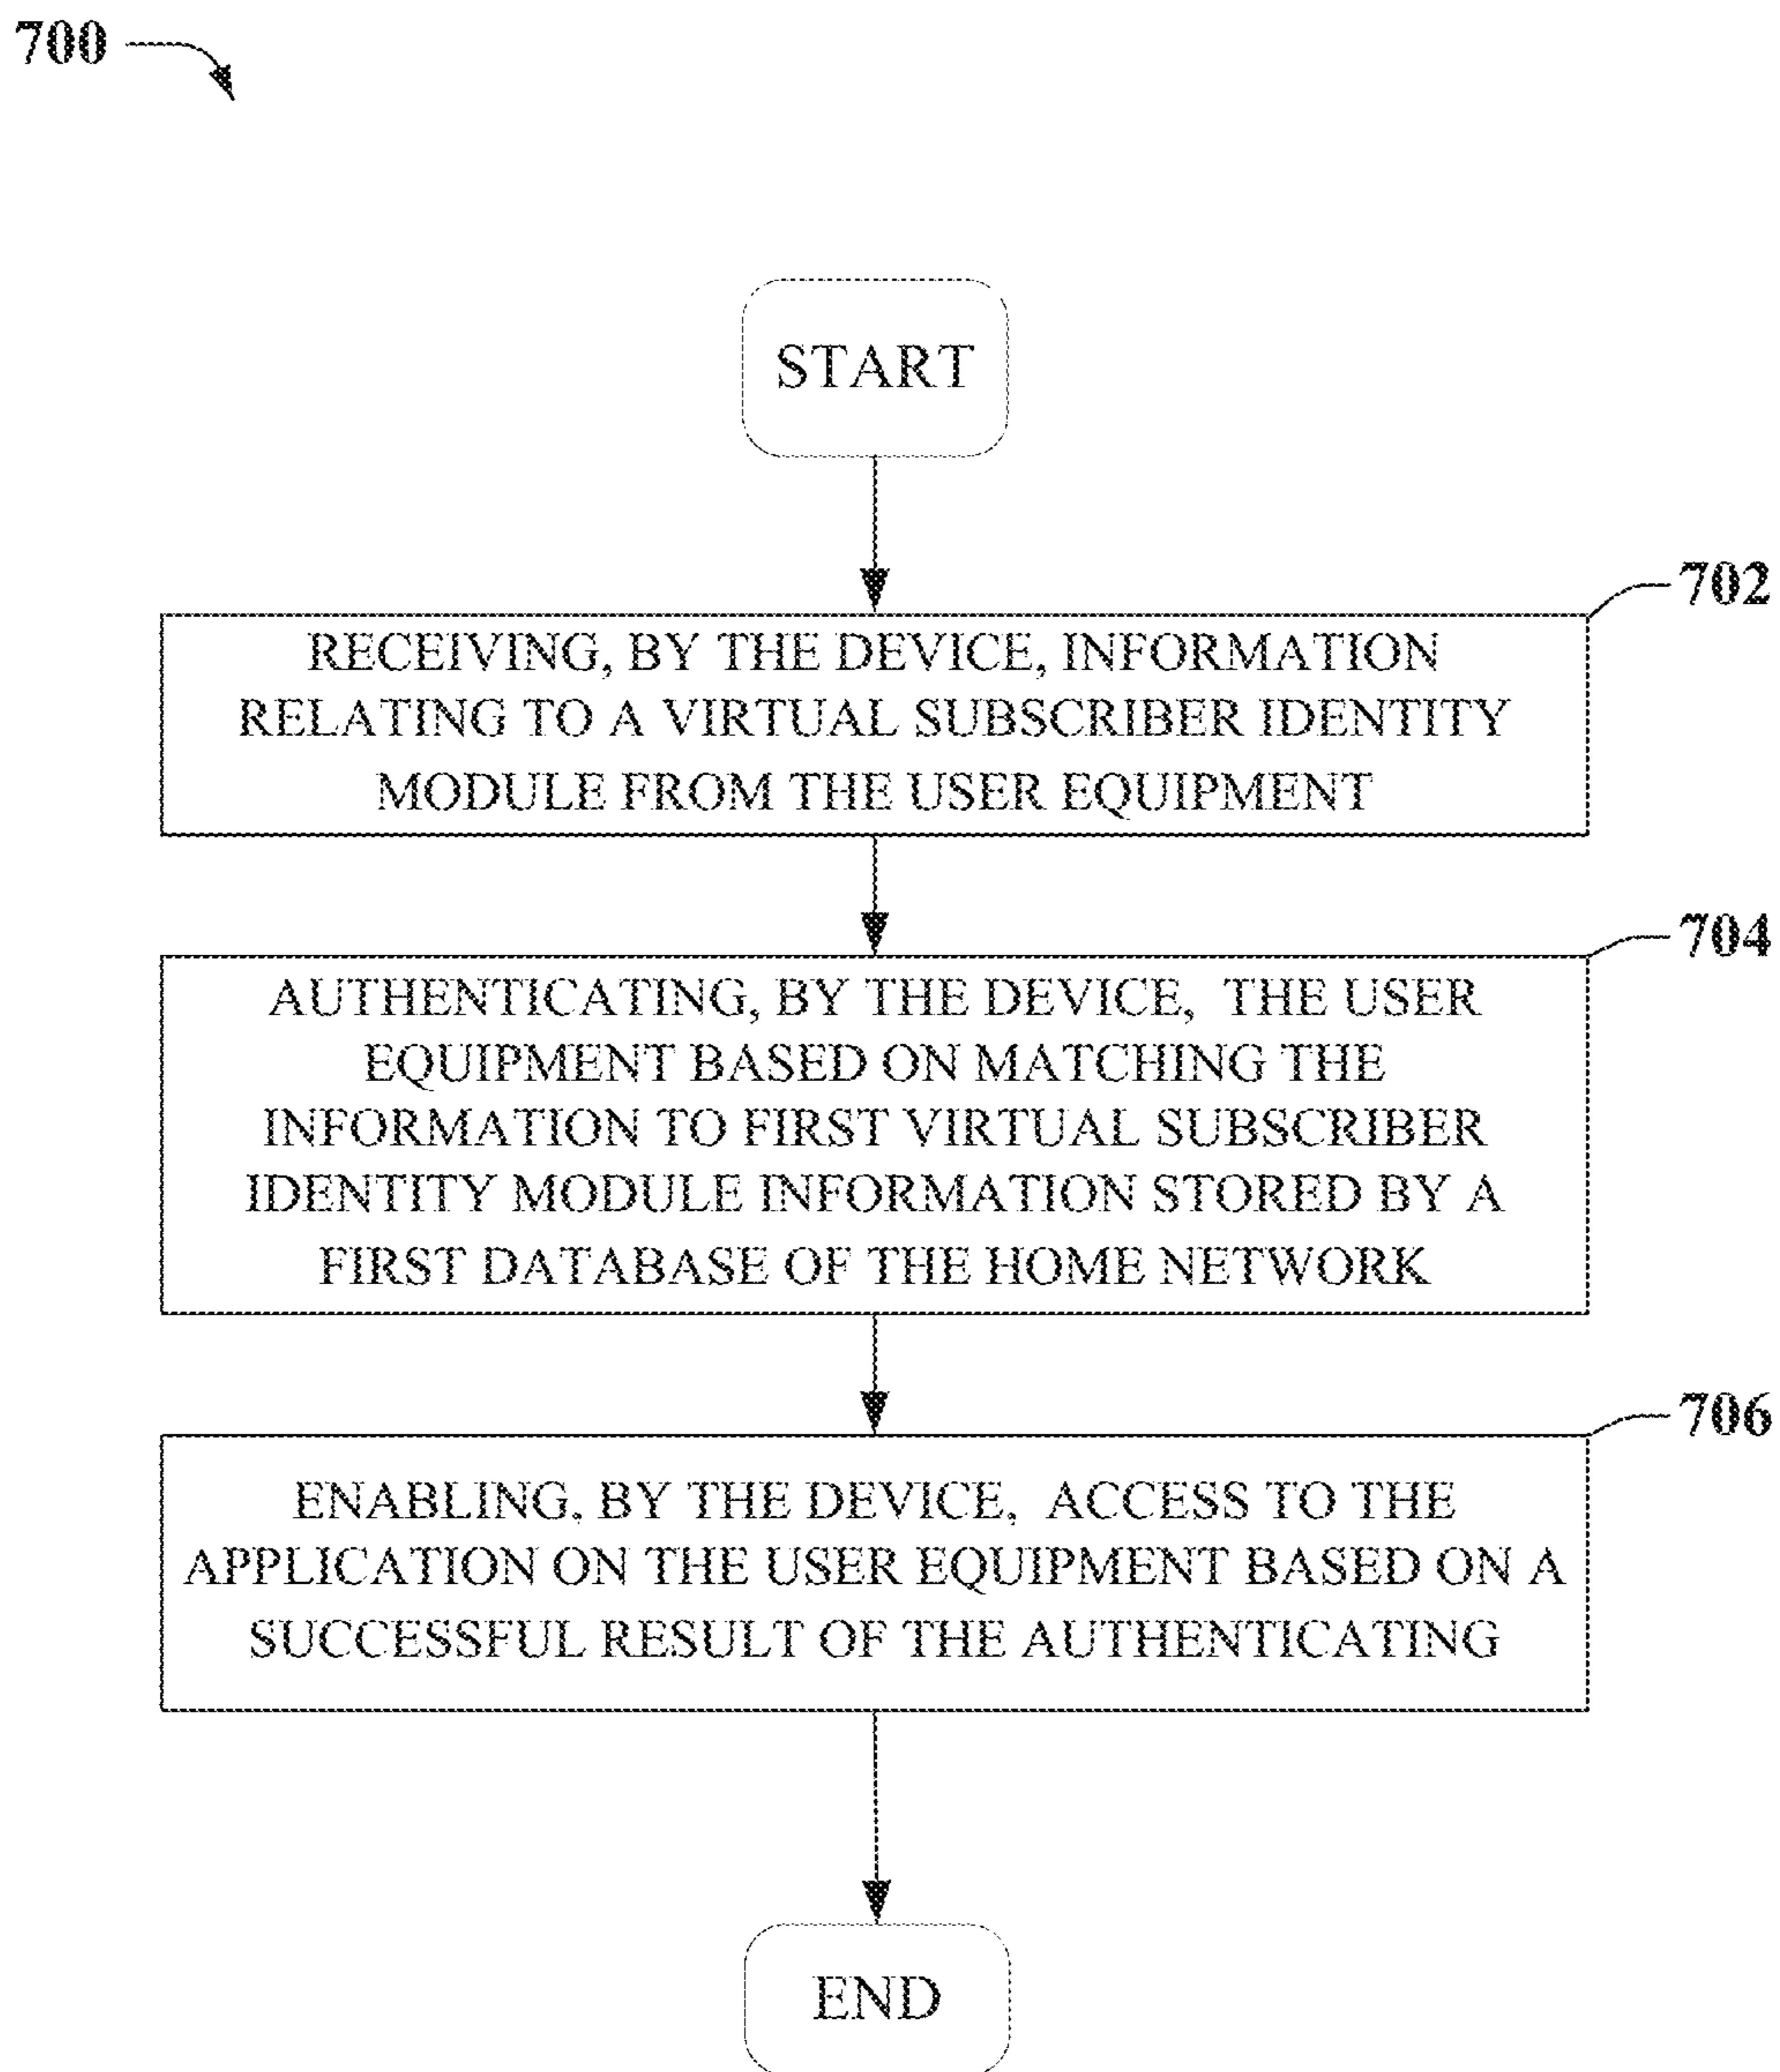 700
START
702
RECEIVING, BY THE DEVICE, INFORMATION
RELATING TO A VIRTUAL SUBSCRIBER IDENTITY
MODULE FROM THE USER EQUIPMENT
704
AUTHENTICATING, BY THE DEVICE, THE USER
EQUIPMENT BASED ON MATCHING THE
INFORMATION TO FIRST VIRTUAL SUBSCRIBER
IDENTITY MODULE INFORMATION STORED BY A
FIRST DATABASE OF THE HOME NETWORK
706
ENABLING, BY THE DEVICE, ACCESS TO THE
APPLICATION ON THE USER EQUIPMENT BASED ON A
SUCCESSFUL RESULT OF THE AUTHENTICATING
END